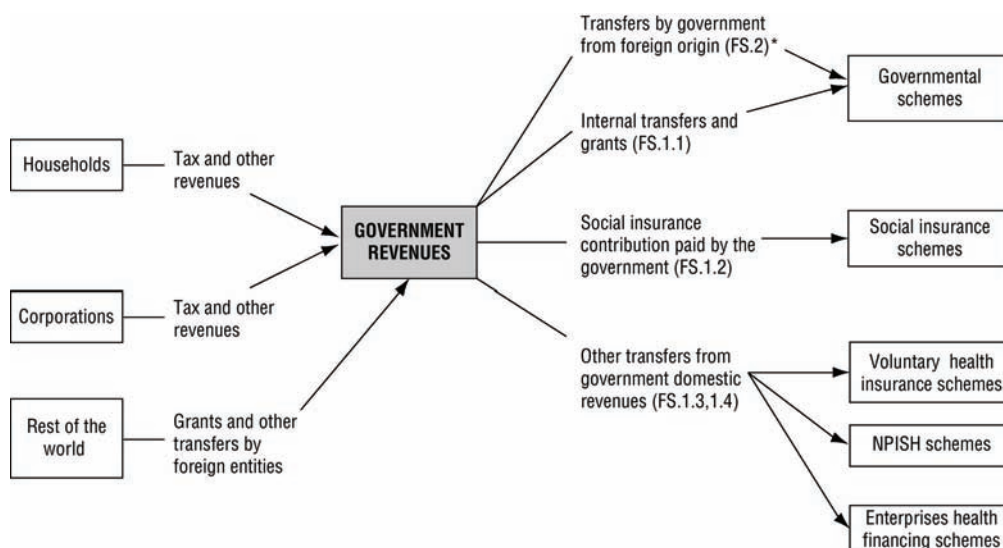 Households
Tax and other
revenues
Corporations
Tax and other
revenues
Rest of the
world
Grants and other
transfers by
foreign entities
GOVERNMENT
REVENUES
Transfers by government
from foreign origin (FS.2)*
Internal transfers and
grants (FS.1.1)
Social insurance
contribution paid by the
government (FS.1.2)
Other transfers from
government domestic
revenues (FS.1.3,1.4)
Governmental
schemes
Social insurance
schemes
Voluntary health
insurance schemes
NPISH schemes
Enterprises health
financing schemes